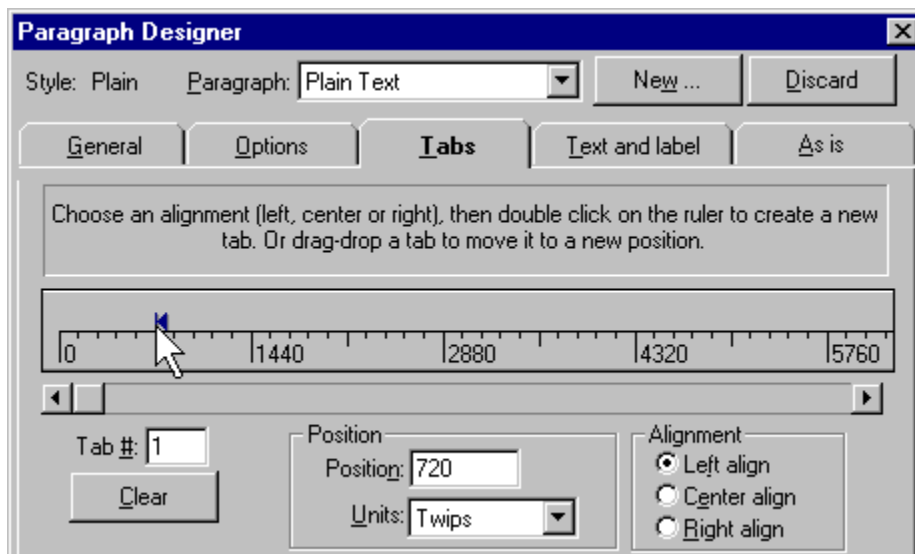 Paragraph Designer
Style: Plain Paragraph: Plain Text New ... Discard
General Options Tabs Text and label As is
Choose an alignment (left, center or right), then double click on the ruler to create a new
tab. Or drag-drop a tab to move it to a new position.
0 1440 2880 4320 5760
Tab #: 1
Clear
Position
Position: 720
Units: Twips
Alignment
Left align
Center align
Right align